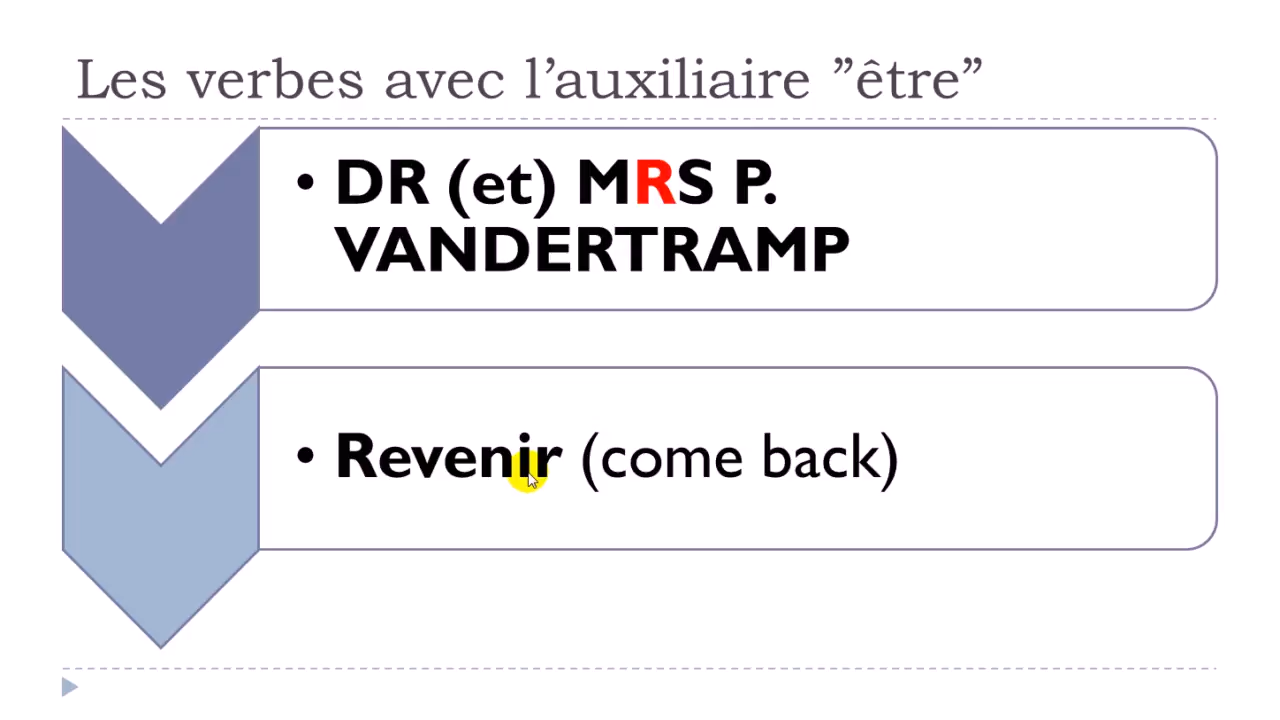 Les verbes avec l’auxiliaire ”être”
• DR (et) MRS P.
VANDERTRAMP
• Revenir (come back)